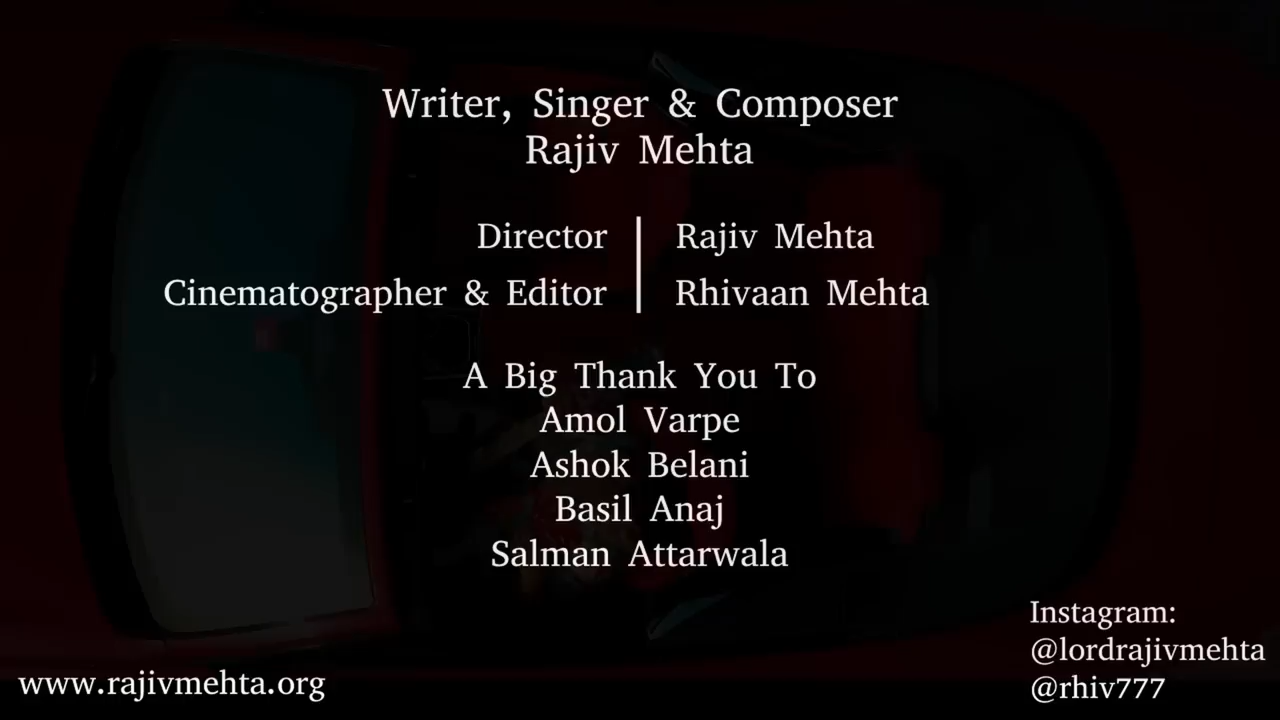 Writer, Singer & Composer
Rajiv Mehta
Director | Rajiv Mehta
Cinematographer & Editor | Rhivaan Mehta
A Big Thank You To
Amol Varpe
Ashok Belani
Basil Anaj
Salman Attarwala
Instagram:
@lordrajivmehta
@rhiv777
www.rajivmehta.org